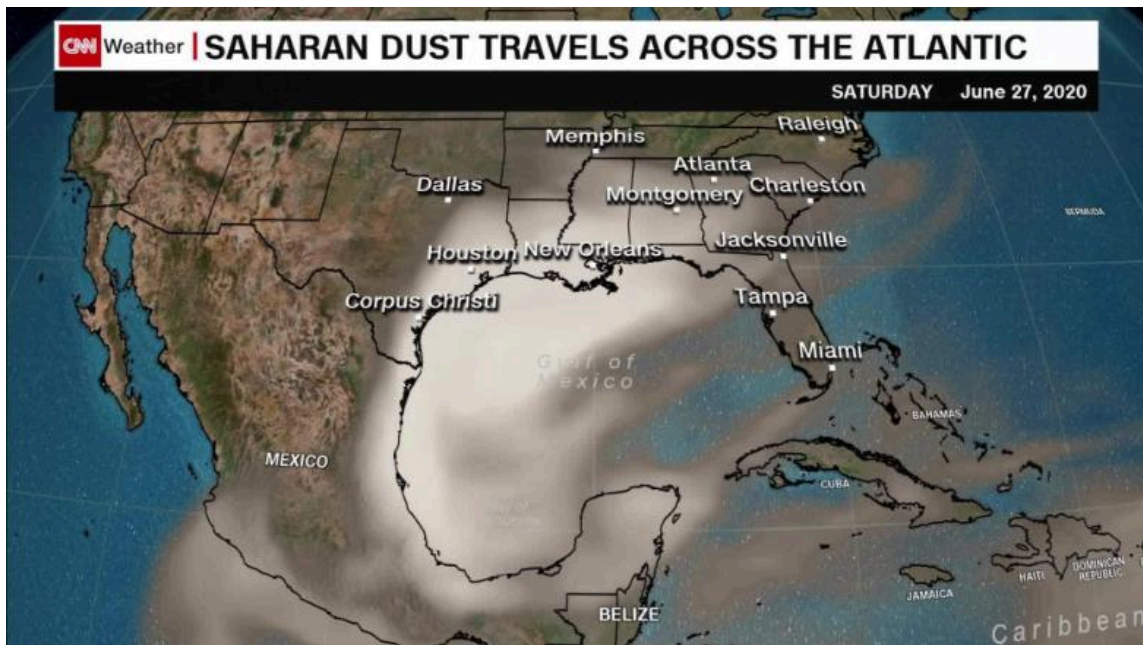 CNN Weather | SAHARAN DUST TRAVELS ACROSS THE ATLANTIC
SATURDAY June 27, 2020
Raleigh
Memphis
Atlanta
Dallas
Montgomery
Charleston
BERMUDA
Jacksonville
Houston
New Orleans
Corpus Christi
Tampa
Miami
Gulf of
Mexico
BAHAMAS
MEXICO
CUBA
HAITI
DOMINICAN
REPUBLIC
JAMAICA
BELIZE
Caribbean